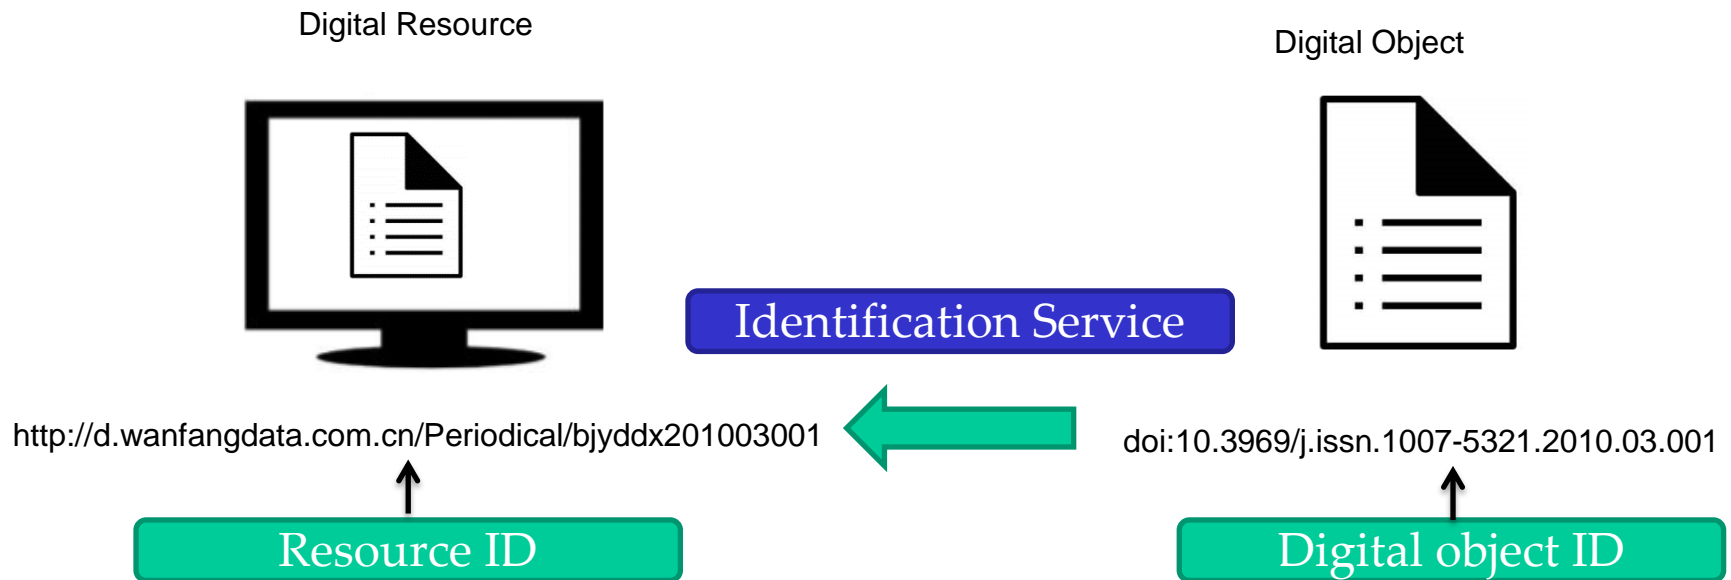 Digital Resource
Digital Object
Identification Service
http://d.wanfangdata.com.cn/Periodical/bjyddx201003001
doi:10.3969/j.issn.1007-5321.2010.03.001
Resource ID
Digital object ID